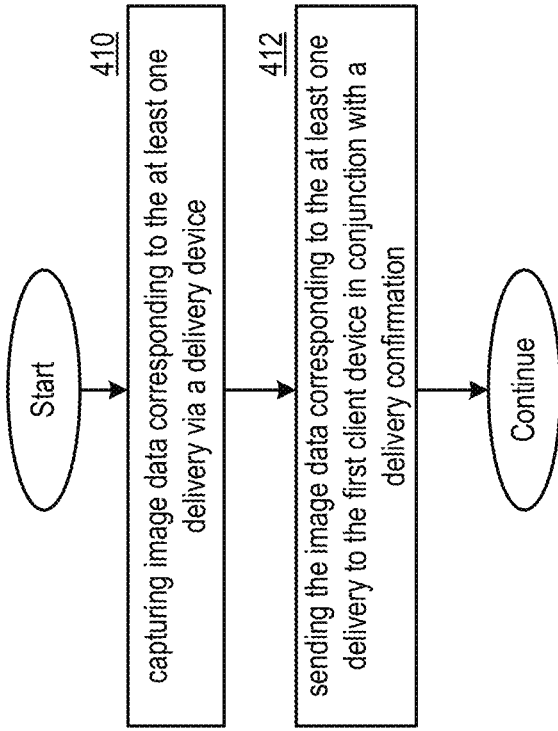 Start
410
capturing image data corresponding to the at least one
delivery via a delivery device
412
sending the image data corresponding to the at least one
delivery to the first client device in conjunction with a
delivery confirmation
Continue